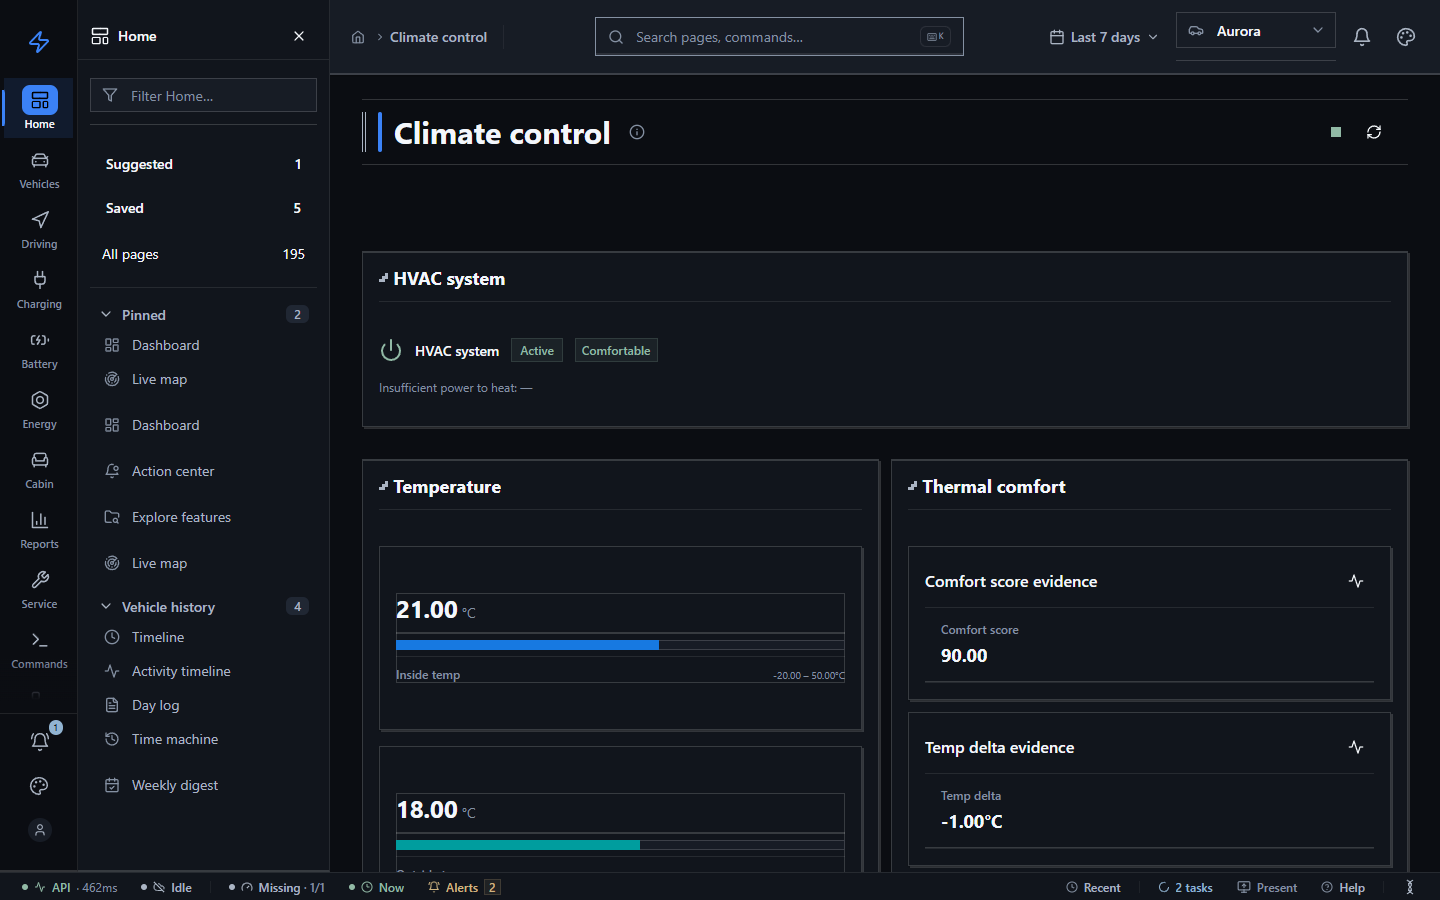 Home
Vehicles
Driving
Charging
Battery
Energy
Cabin
Reports
Service
Commands
1
Home
Filter Home...
Suggested 1
Saved 5
All pages 195
Pinned 2
Dashboard
Live map
Dashboard
Action center
Explore features
Live map
Vehicle history 4
Timeline
Activity timeline
Day log
Time machine
Weekly digest
Climate control
Search pages, commands... K
Last 7 days
Aurora
Climate control
HVAC system
HVAC system Active Comfortable
Insufficient power to heat: —
Temperature
21.00 °C
Inside temp -20.00 – 50.00°C
18.00 °C
Thermal comfort
Comfort score evidence
Comfort score
90.00
Temp delta evidence
Temp delta
-1.00°C
API · 462ms Idle Missing · 1/1 Now Alerts 2 Recent 2 tasks Present Help